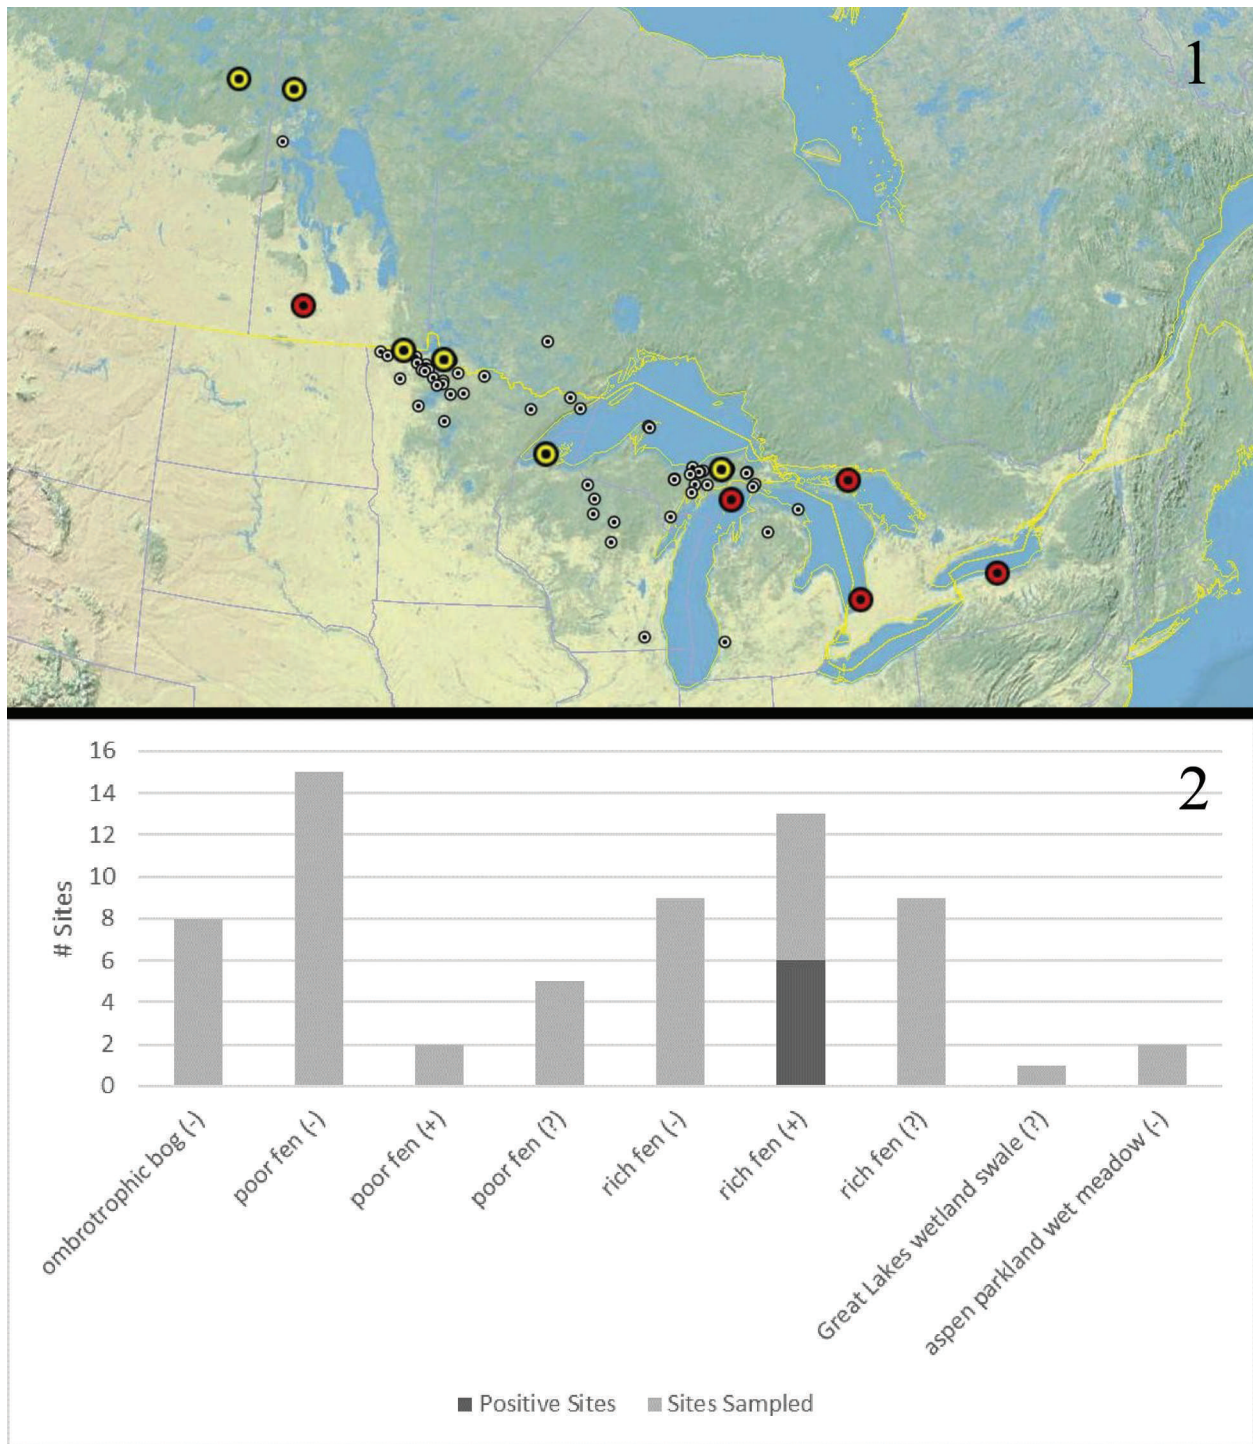 1
2
16
14
12
10
8
6
4
2
0
# Sites
ombrotrophic bog (-)
poor fen (-)
poor fen (+)
poor fen (?)
rich fen (-)
rich fen (+)
rich fen (?)
Great Lakes wetland swale (?)
aspen parkland wet meadow (-)
Positive Sites
Sites Sampled